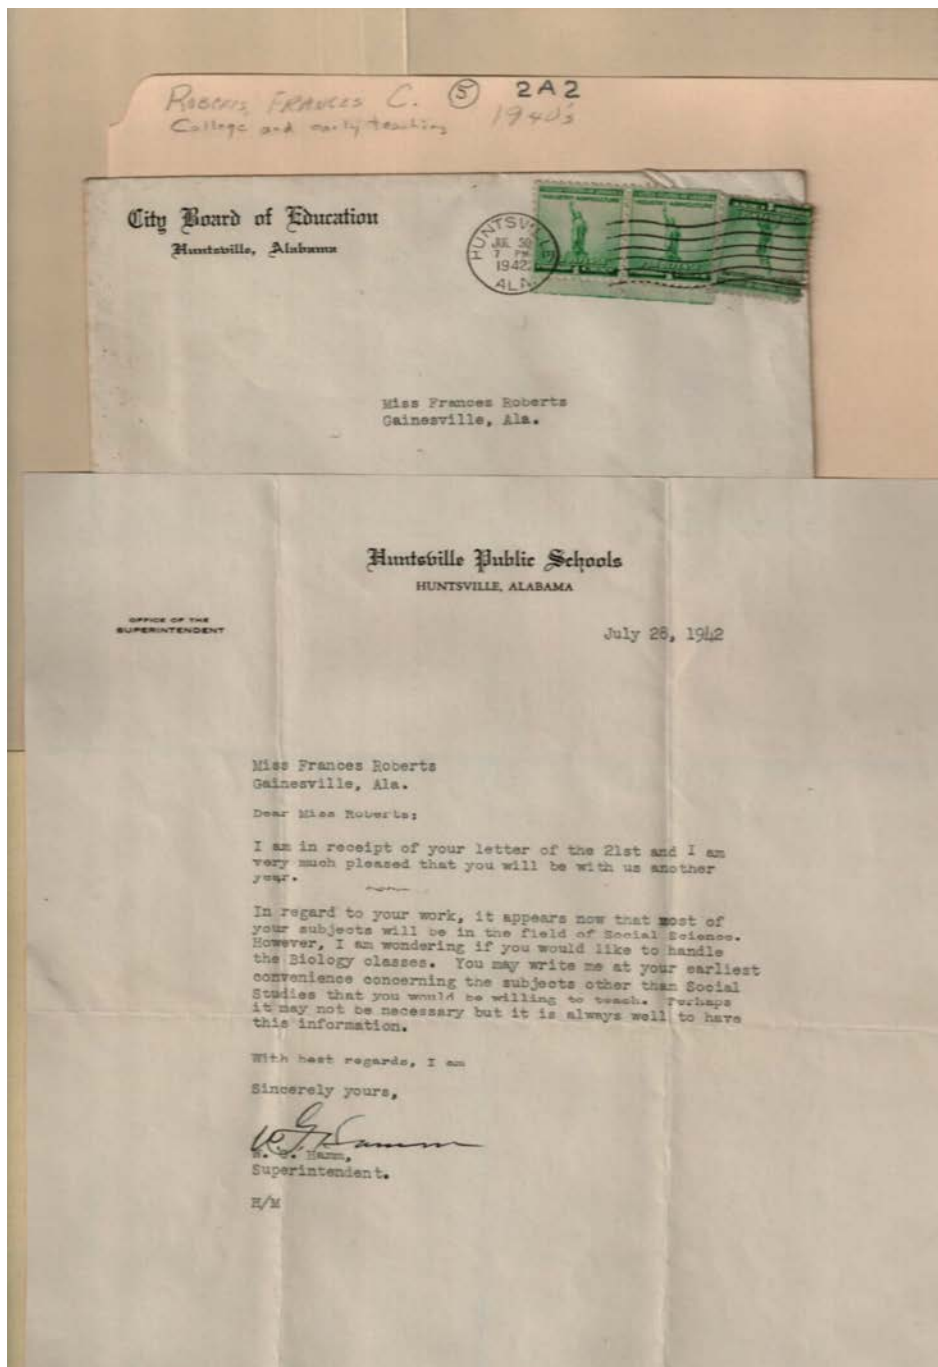 ROBERTS, FRANCES C. ⑤ 2A2
College and early teaching 1940's
City Board of Education
Huntsville, Alabama
HUNTSVILLE
JUL 30
7 PM
1942
ALA.
Miss Frances Roberts
Gainesville, Ala.
Huntsville Public Schools
HUNTSVILLE, ALABAMA
OFFICE OF THE
SUPERINTENDENT
July 28, 1942
Miss Frances Roberts
Gainesville, Ala.
Dear Miss Roberts:
I am in receipt of your letter of the 21st and I am
very much pleased that you will be with us another
year.
In regard to your work, it appears now that most of
your subjects will be in the field of Social Science.
However, I am wondering if you would like to handle
the Biology classes. You may write me at your earliest
convenience concerning the subjects other than Social
Studies that you would be willing to teach. Perhaps
it may not be necessary but it is always well to have
this information.
With best regards, I am
Sincerely yours,
Hamm,
Superintendent.
H/M